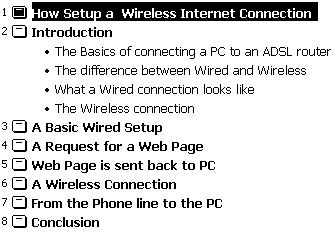 1 How Setup a Wireless Internet Connection
2 Introduction
• The Basics of connecting a PC to an ADSL router
• The difference between Wired and Wireless
• What a Wired connection looks like
• The Wireless connection
3 A Basic Wired Setup
4 A Request for a Web Page
5 Web Page is sent back to PC
6 A Wireless Connection
7 From the Phone line to the PC
8 Conclusion